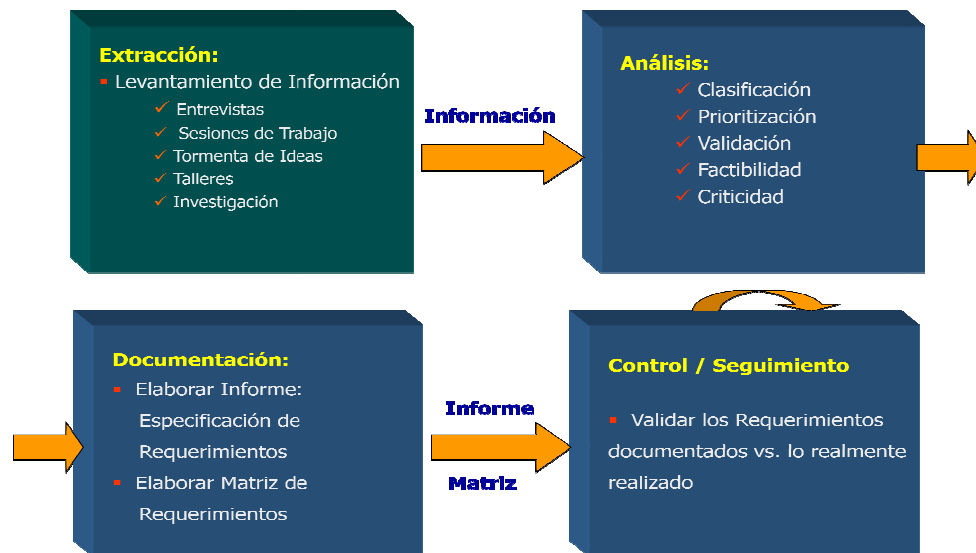 Extracción:
Levantamiento de Información
Entrevistas
Sesiones de Trabajo
Tormenta de Ideas
Talleres
Investigación
Información
Análisis:
Clasificación
Prioritización
Validación
Factibilidad
Criticidad
Documentación:
Elaborar Informe:
Especificación de
Requerimientos
Elaborar Matriz de
Requerimientos
Informe
Matriz
Control / Seguimiento
Validar los Requerimientos
documentados vs. lo realmente
realizado